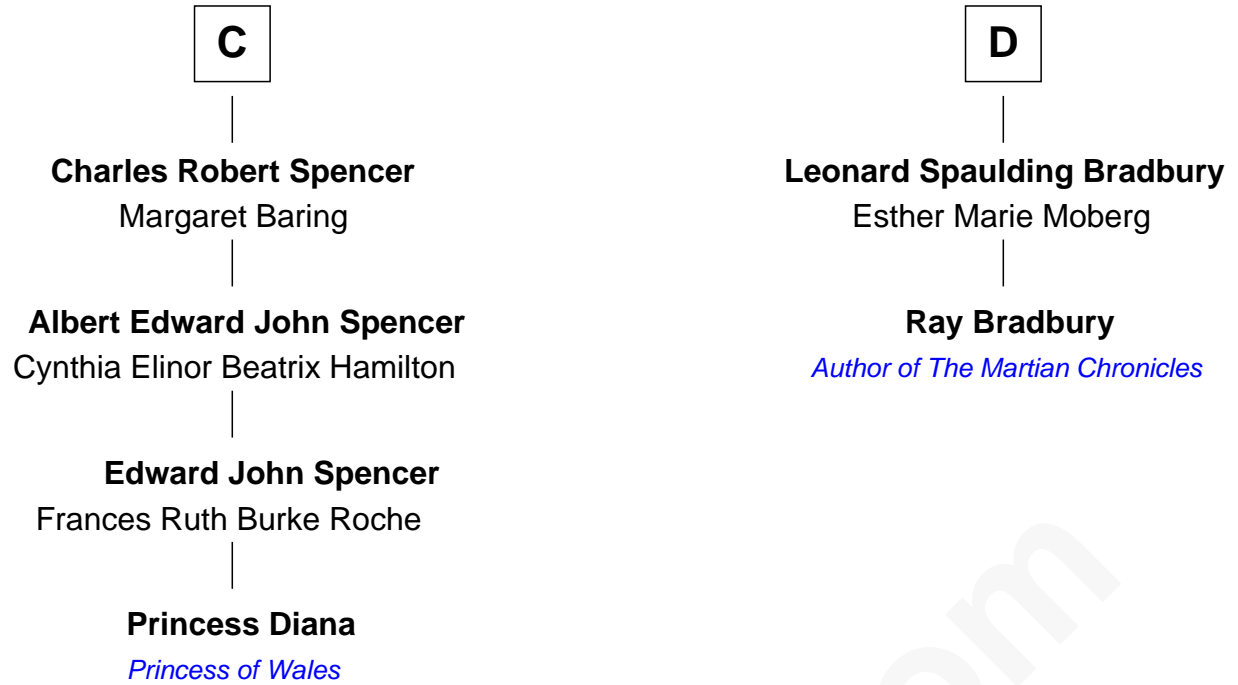 C
Charles Robert Spencer
Margaret Baring
Albert Edward John Spencer
Cynthia Elinor Beatrix Hamilton
Edward John Spencer
Frances Ruth Burke Roche
Princess Diana
Princess of Wales
D
Leonard Spaulding Bradbury
Esther Marie Moberg
Ray Bradbury
Author of The Martian Chronicles
om